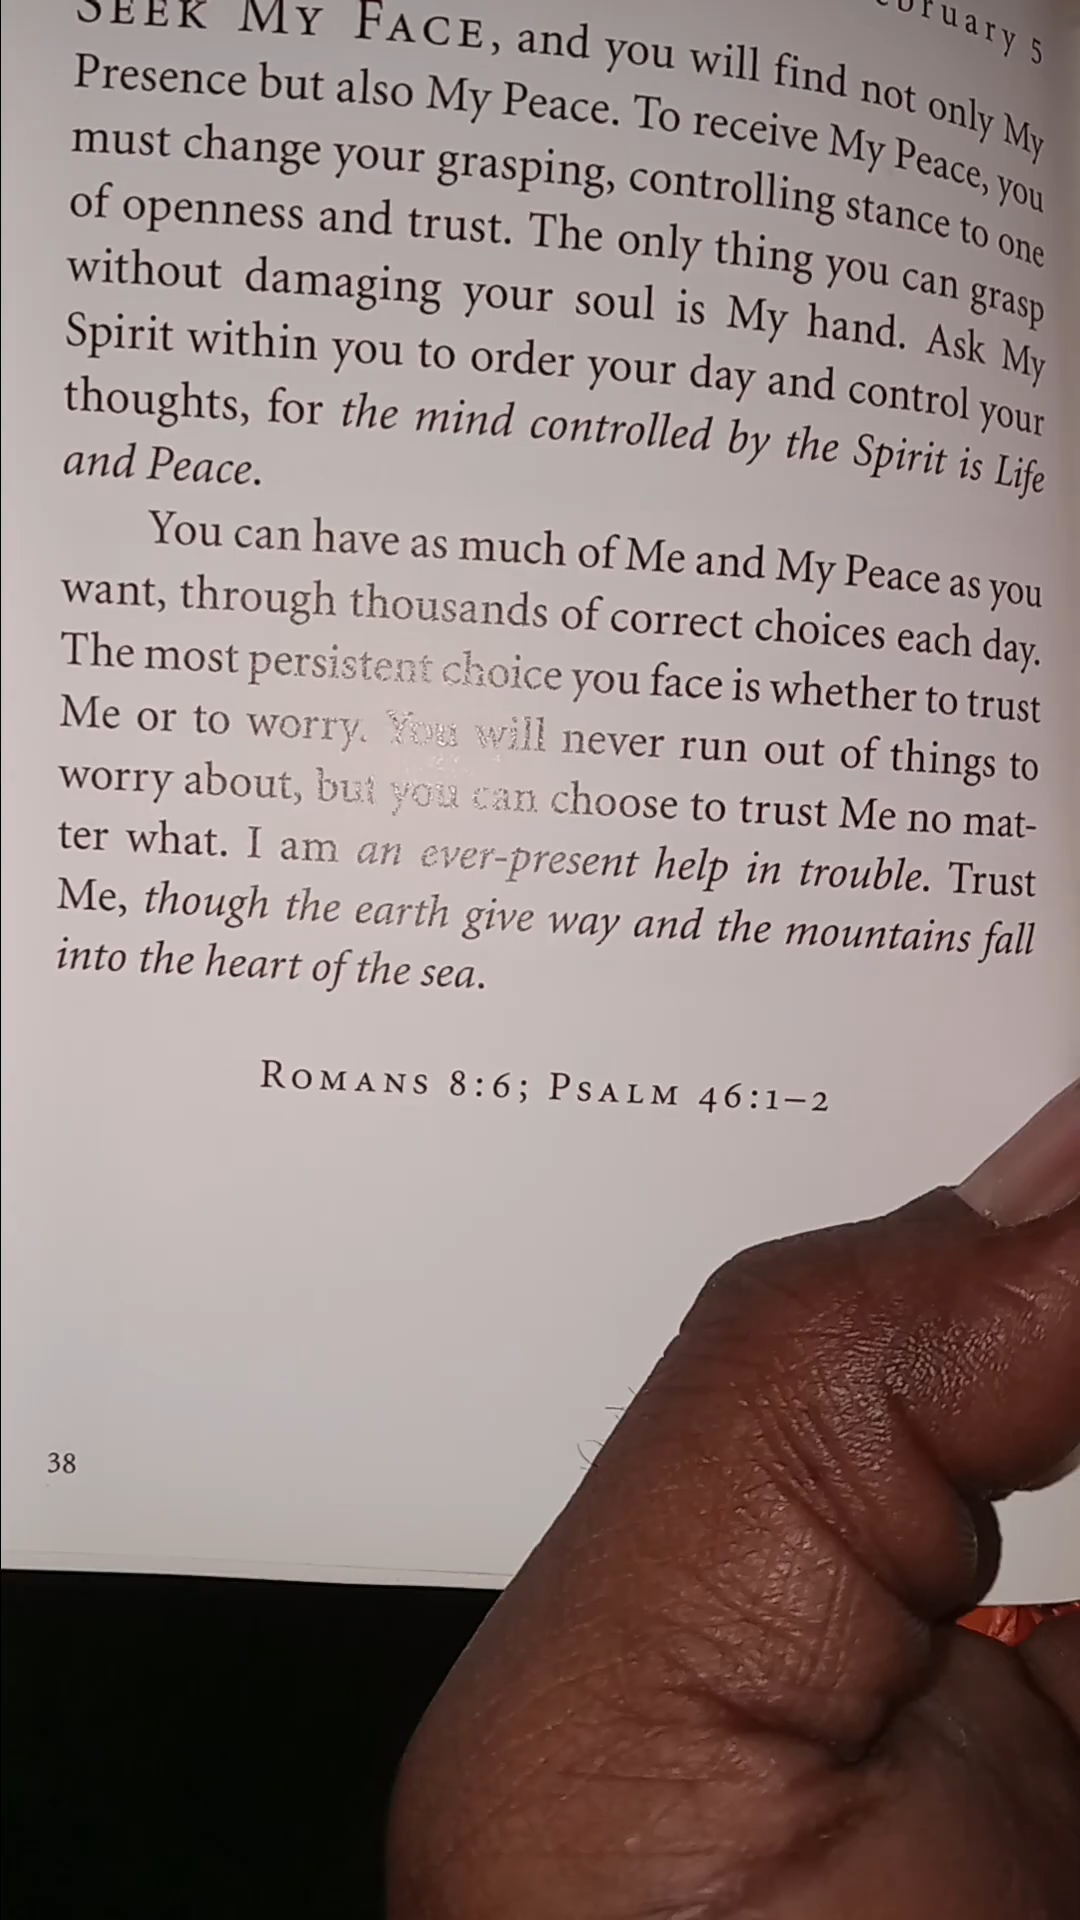 bruary 5
SEEK MY FACE, and you will find not only My
Presence but also My Peace. To receive My Peace, you
must change your grasping, controlling stance to one
of openness and trust. The only thing you can grasp
without damaging your soul is My hand. Ask My
Spirit within you to order your day and control your
thoughts, for the mind controlled by the Spirit is Life
and Peace.
You can have as much of Me and My Peace as you
want, through thousands of correct choices each day.
The most persistent choice you face is whether to trust
Me or to worry. You will never run out of things to
worry about, but you can choose to trust Me no mat-
ter what. I am an ever-present help in trouble. Trust
Me, though the earth give way and the mountains fall
into the heart of the sea.
ROMANS 8:6; PSALM 46:1–2
38